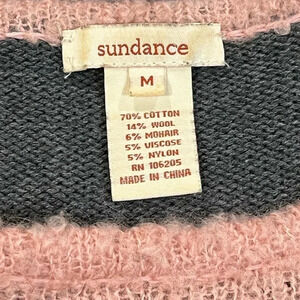 sundance
M
70% COTTON
14% WOOL
6% MOHAIR
5% VISCOSE
5% NYLON
RN 106205
MADE IN CHINA